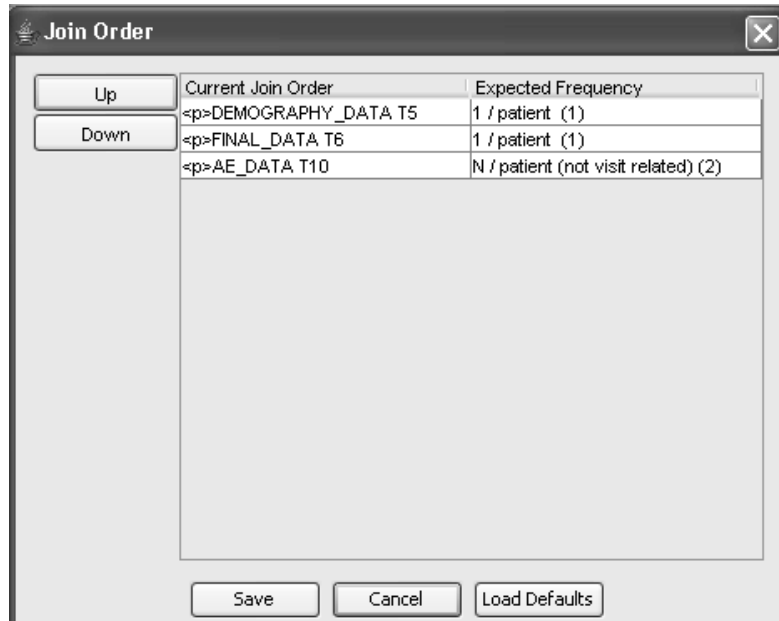 Join Order
Up
Down
Current Join Order Expected Frequency
<p>DEMOGRAPHY_DATA T5 1 / patient (1)
<p>FINAL_DATA T6 1 / patient (1)
<p>AE_DATA T10 N / patient (not visit related) (2)
Save Cancel Load Defaults